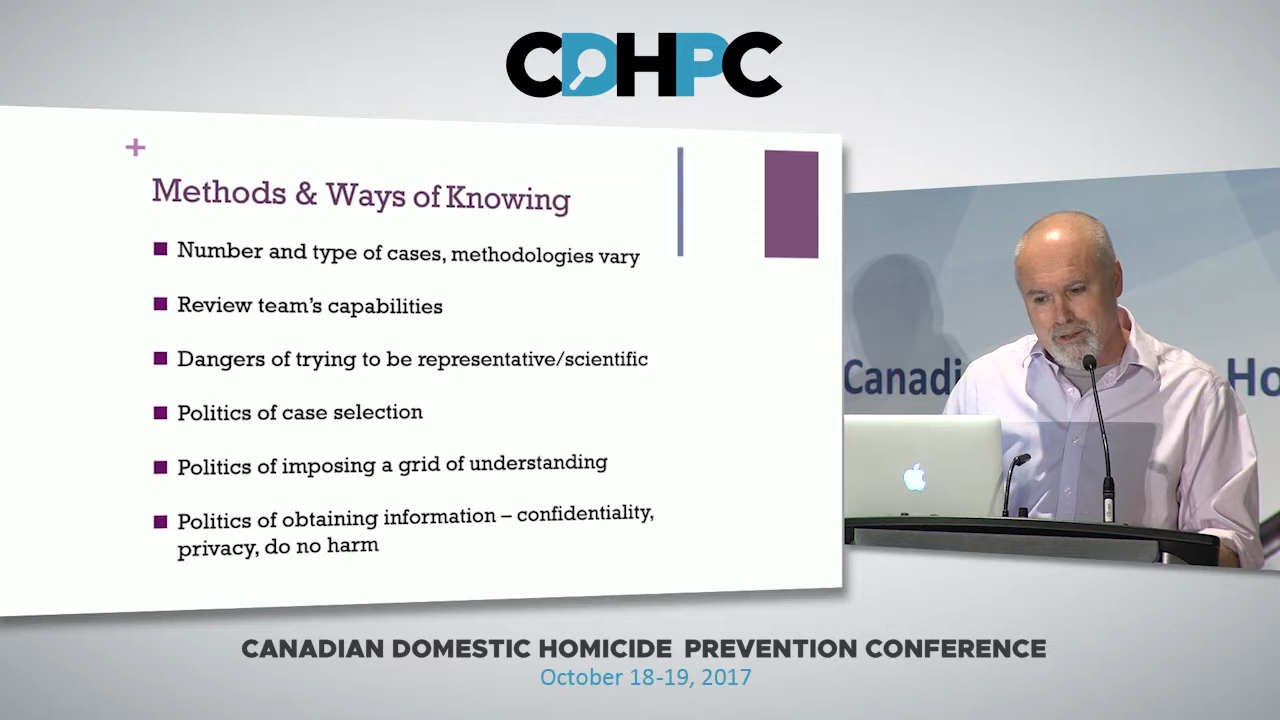 CDHPC
+
Methods & Ways of Knowing
Number and type of cases, methodologies vary
Review team's capabilities
Dangers of trying to be representative/scientific
Politics of case selection
Politics of imposing a grid of understanding
Politics of obtaining information – confidentiality,
privacy, do no harm
Canadi
Ho
CANADIAN DOMESTIC HOMICIDE PREVENTION CONFERENCE
October 18-19, 2017